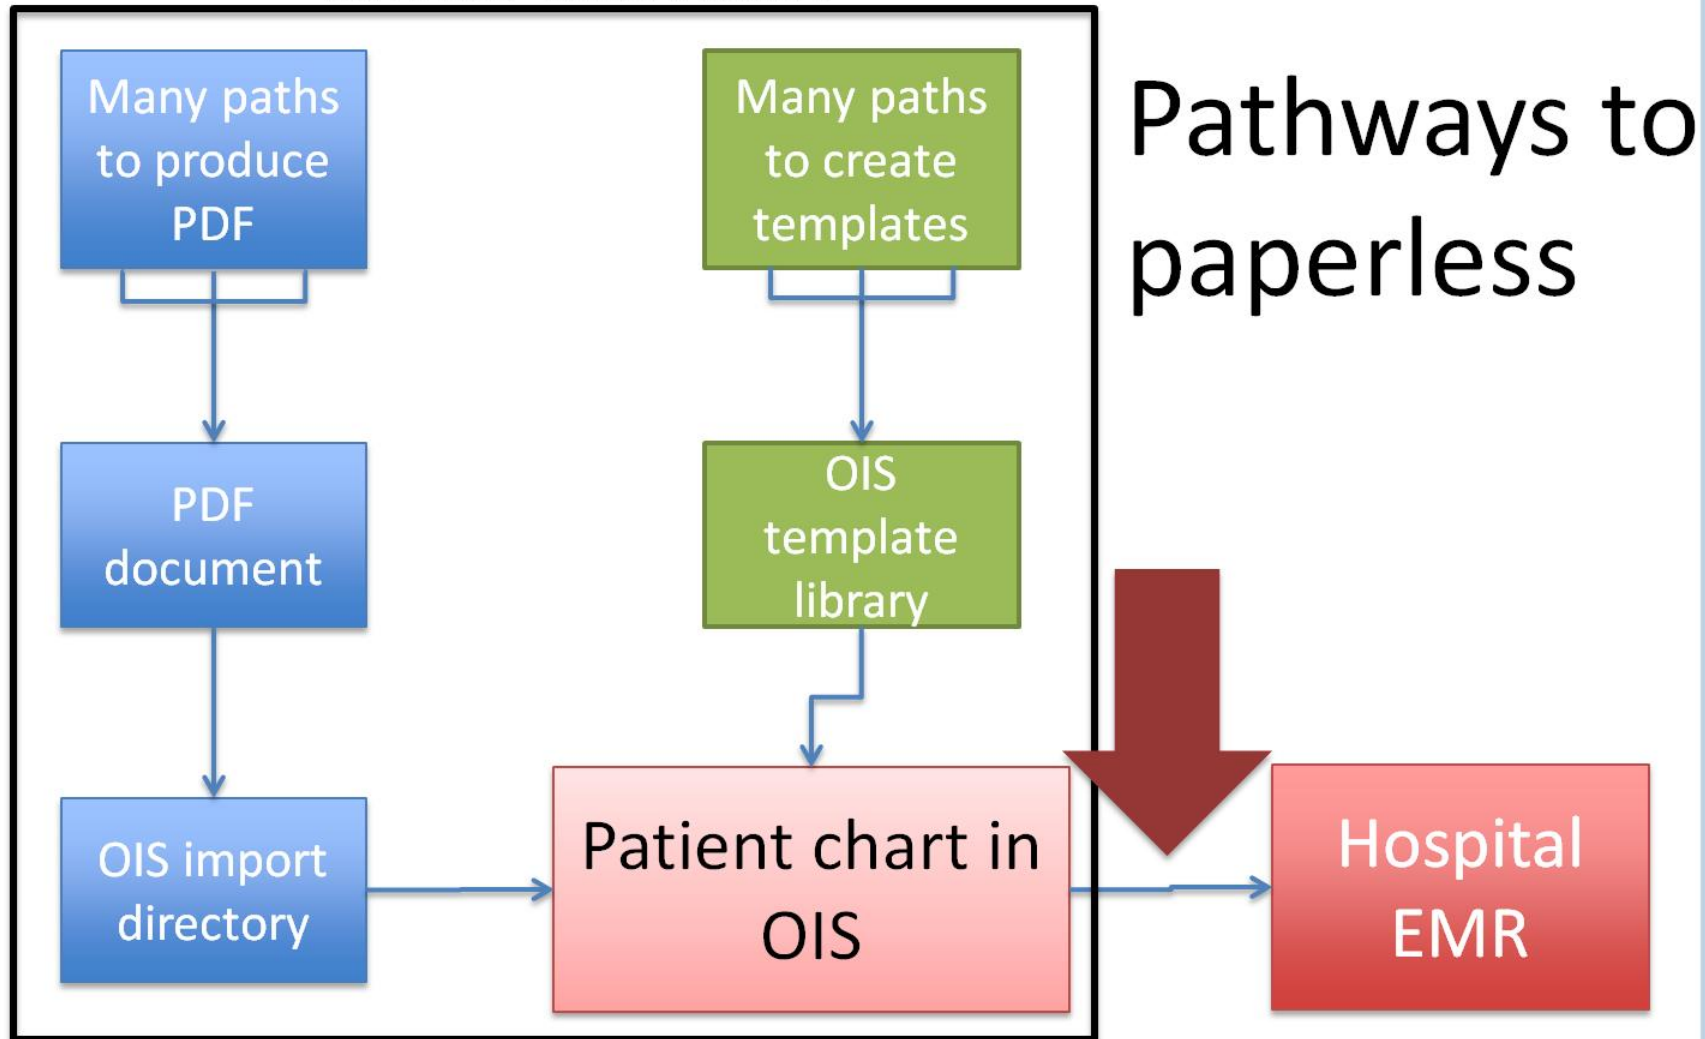 Many paths
to produce
PDF
Many paths
to create
templates
Pathways to
paperless
PDF
document
OIS
template
library
OIS import
directory
Patient chart in
OIS
Hospital
EMR